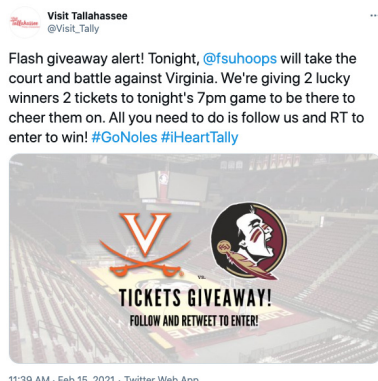 Visit Tallahassee
@Visit_Tally
Flash giveaway alert! Tonight, @fsuhoops will take the
court and battle against Virginia. We're giving 2 lucky
winners 2 tickets to tonight's 7pm game to be there to
cheer them on. All you need to do is follow us and RT to
enter to win! #GoNoles #iHeartTally
V
vs.
TICKETS GIVEAWAY!
FOLLOW AND RETWEET TO ENTER!
11:39 AM · Feb 15, 2021 · Twitter Web App